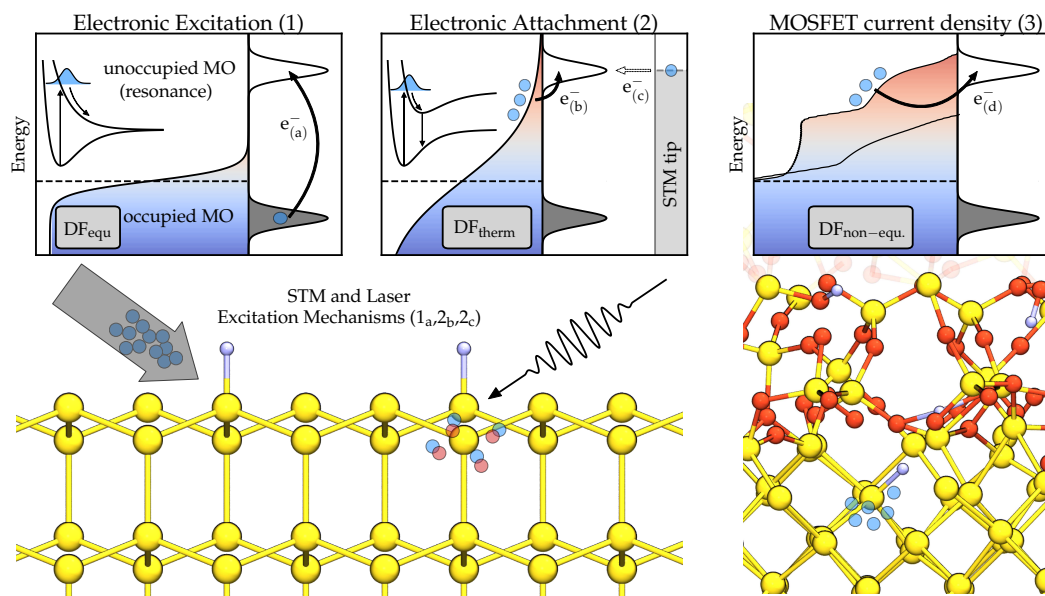 Electronic Excitation (1)
Electronic Attachment (2)
MOSFET current density (3)
Energy
unoccupied MO
(resonance)
e⁻(a)
occupied MO
DFequ
e⁻(b)
e⁻(c)
STM tip
DFtherm
Energy
e⁻(d)
DFnon−equ.
STM and Laser
Excitation Mechanisms (1a,2b,2c)